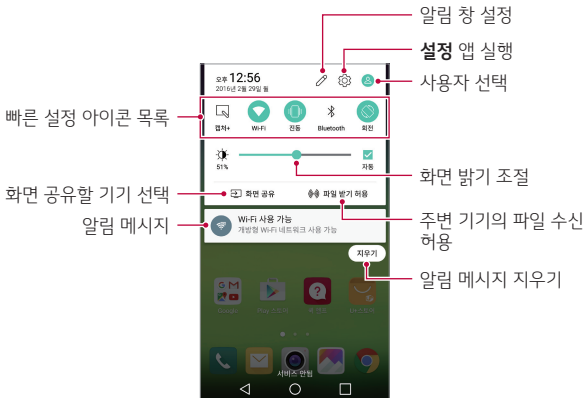 알림 창 설정
설정 앱 실행
사용자 선택
빠른 설정 아이콘 목록
화면 공유할 기기 선택
알림 메시지
화면 밝기 조절
주변 기기의 파일 수신
허용
알림 메시지 지우기
오후 12:56
2016년 2월 29일 월
캡처+ Wi-Fi 진동 Bluetooth 회전
51% 자동
화면 공유 파일 받기 허용
Wi-Fi 사용 가능
개방형 Wi-Fi 네트워크 사용 가능
지우기
Google
서비스 안됨